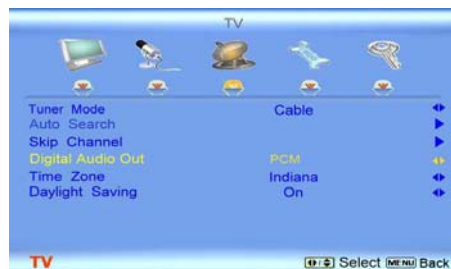 TV
Tuner Mode Cable
Auto Search
Skip Channel
Digital Audio Out PCM
Time Zone Indiana
Daylight Saving On
TV Select MENU Back